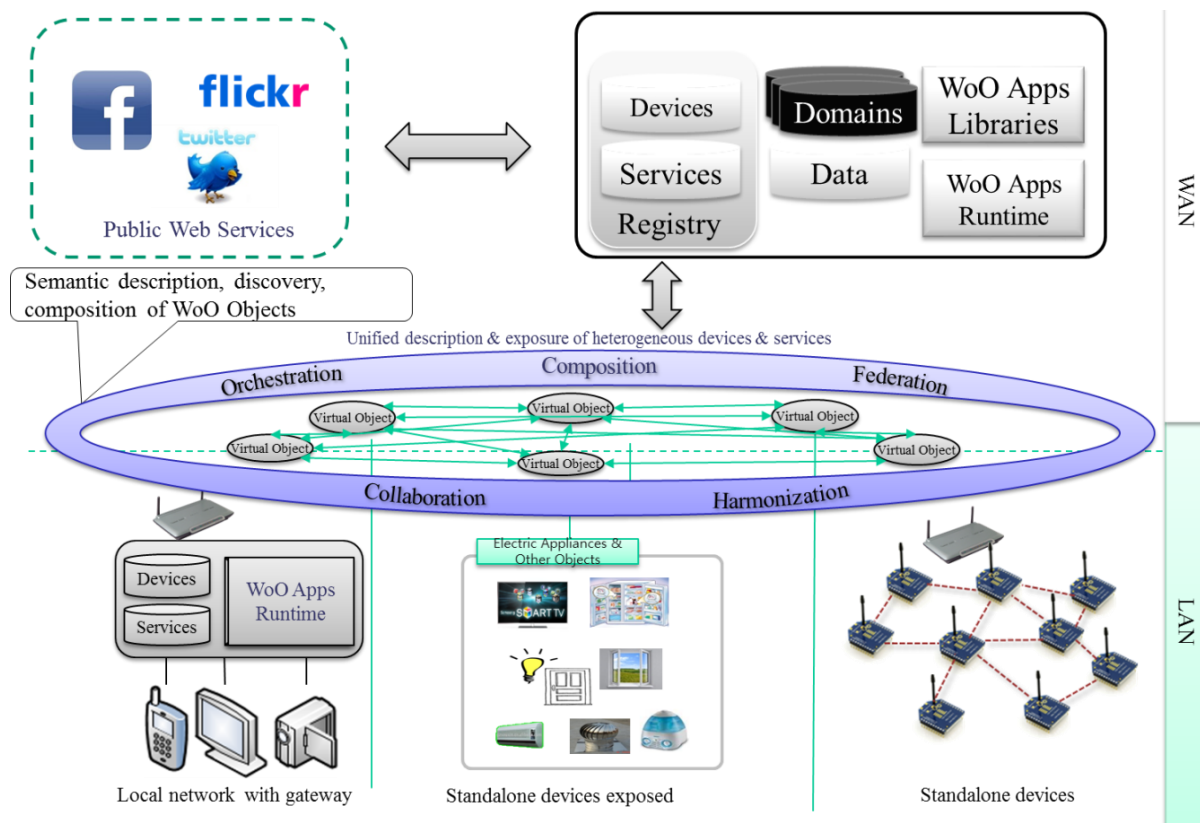 flickr
twitter
Public Web Services
Devices
Services
Registry
Domains
Data
WoO Apps
Libraries
WoO Apps
Runtime
WAN
Semantic description, discovery,
composition of WoO Objects
Unified description & exposure of heterogeneous devices & services
Orchestration
Composition
Federation
Virtual Object
Virtual Object
Virtual Object
Virtual Object
Virtual Object
Virtual Object
Collaboration
Harmonization
LAN
Devices
Services
WoO Apps
Runtime
Local network with gateway
Electric Appliances &
Other Objects
SMART TV
Standalone devices exposed
Standalone devices